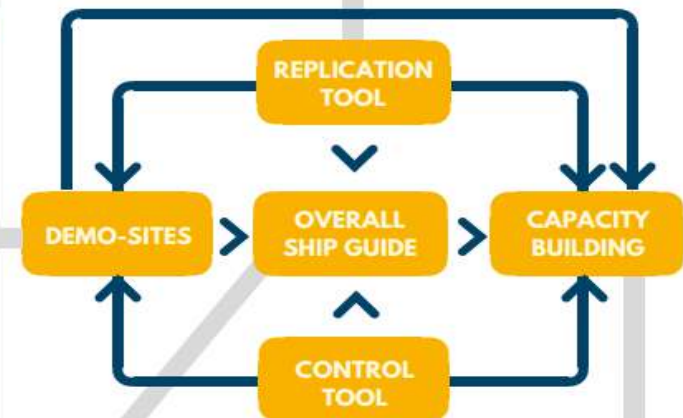 REPLICATION
TOOL
DEMO-SITES
OVERALL
SHIP GUIDE
CAPACITY
BUILDING
CONTROL
TOOL